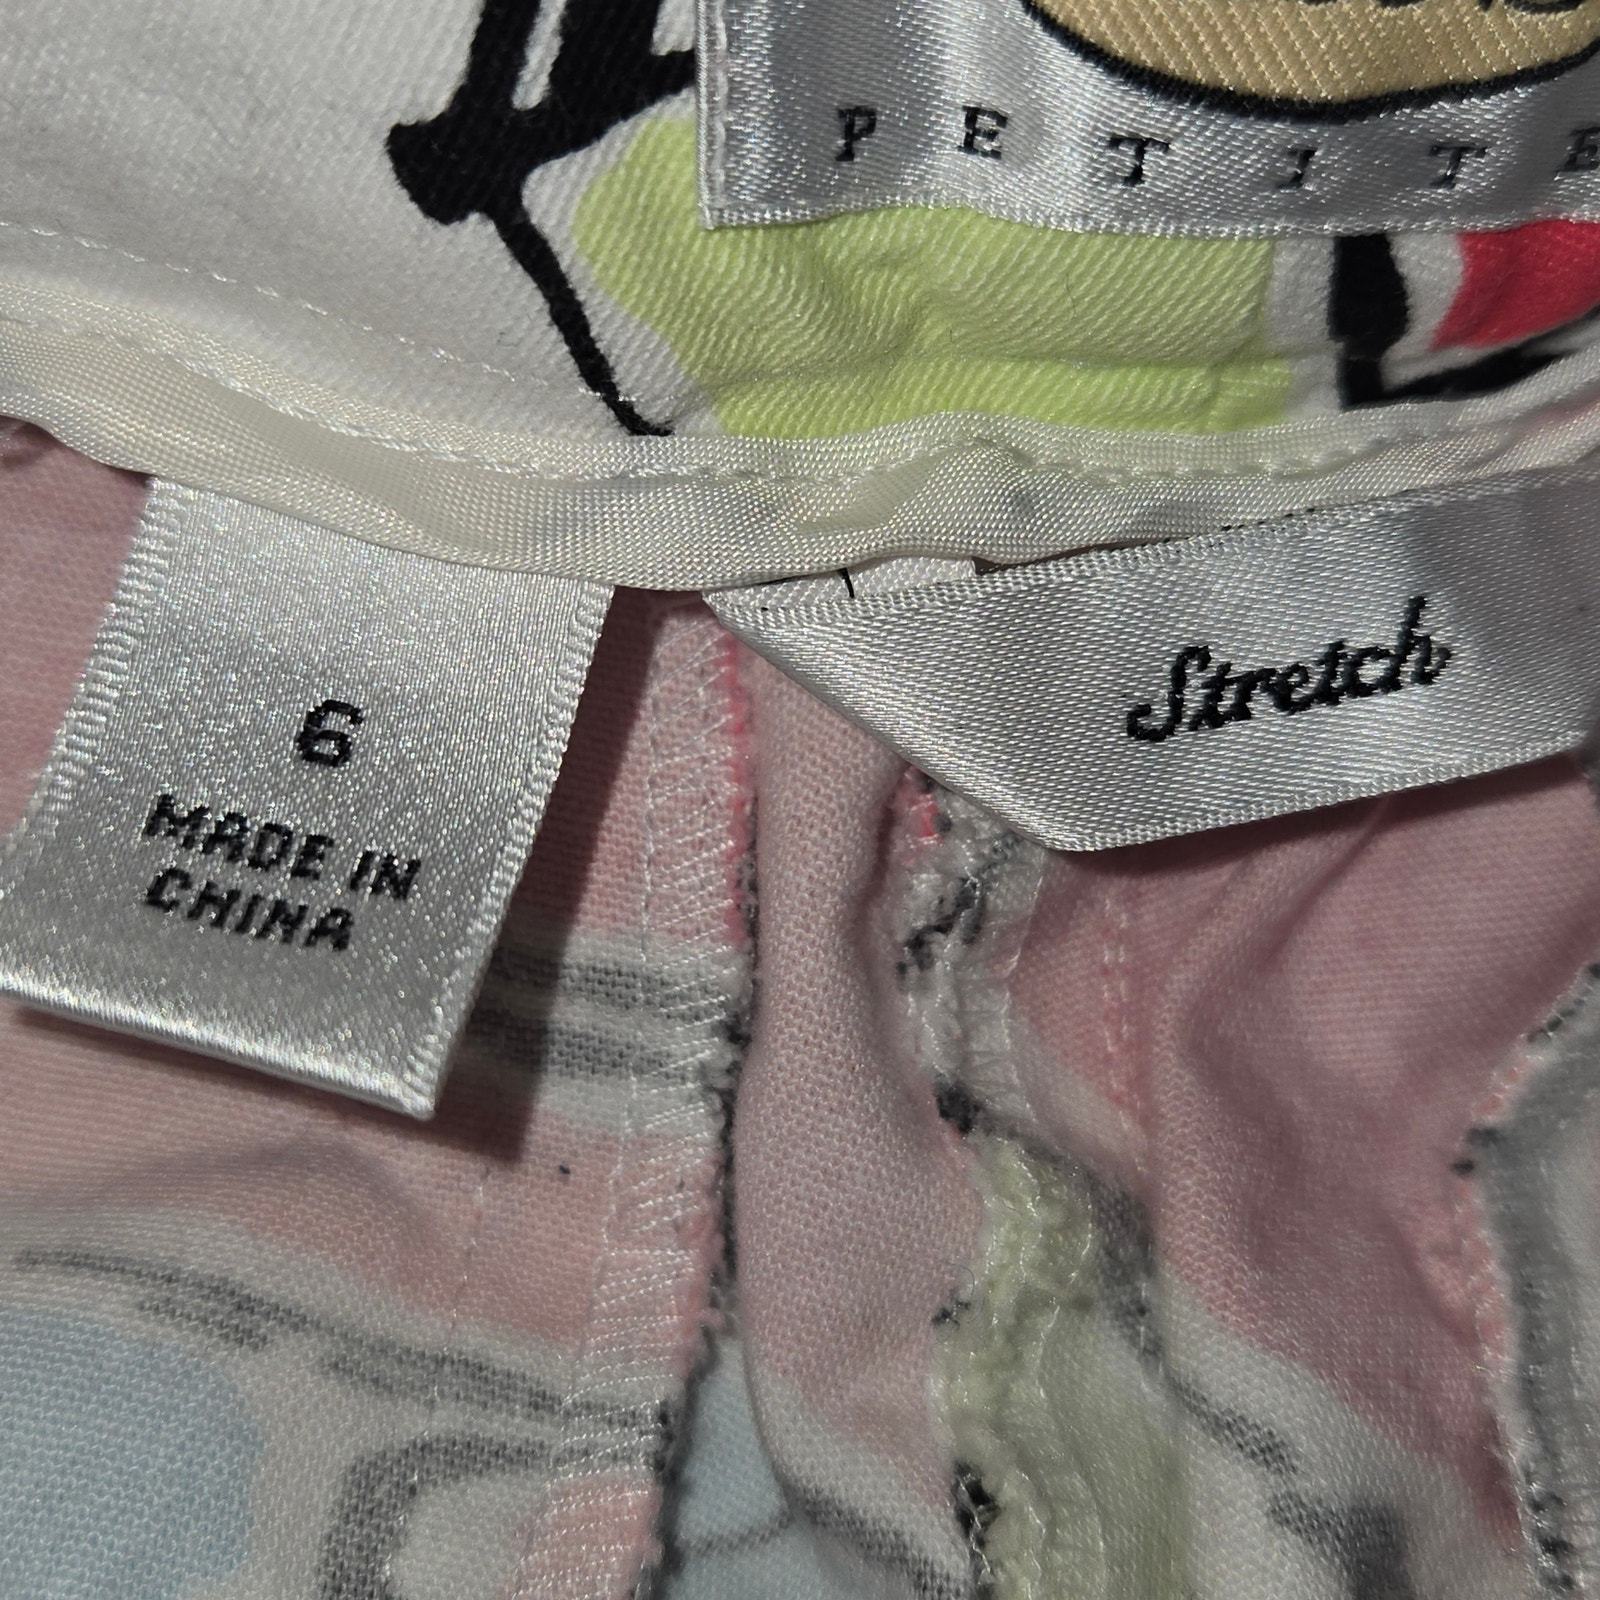 PETITE
Stretch
6
MADE IN
CHINA